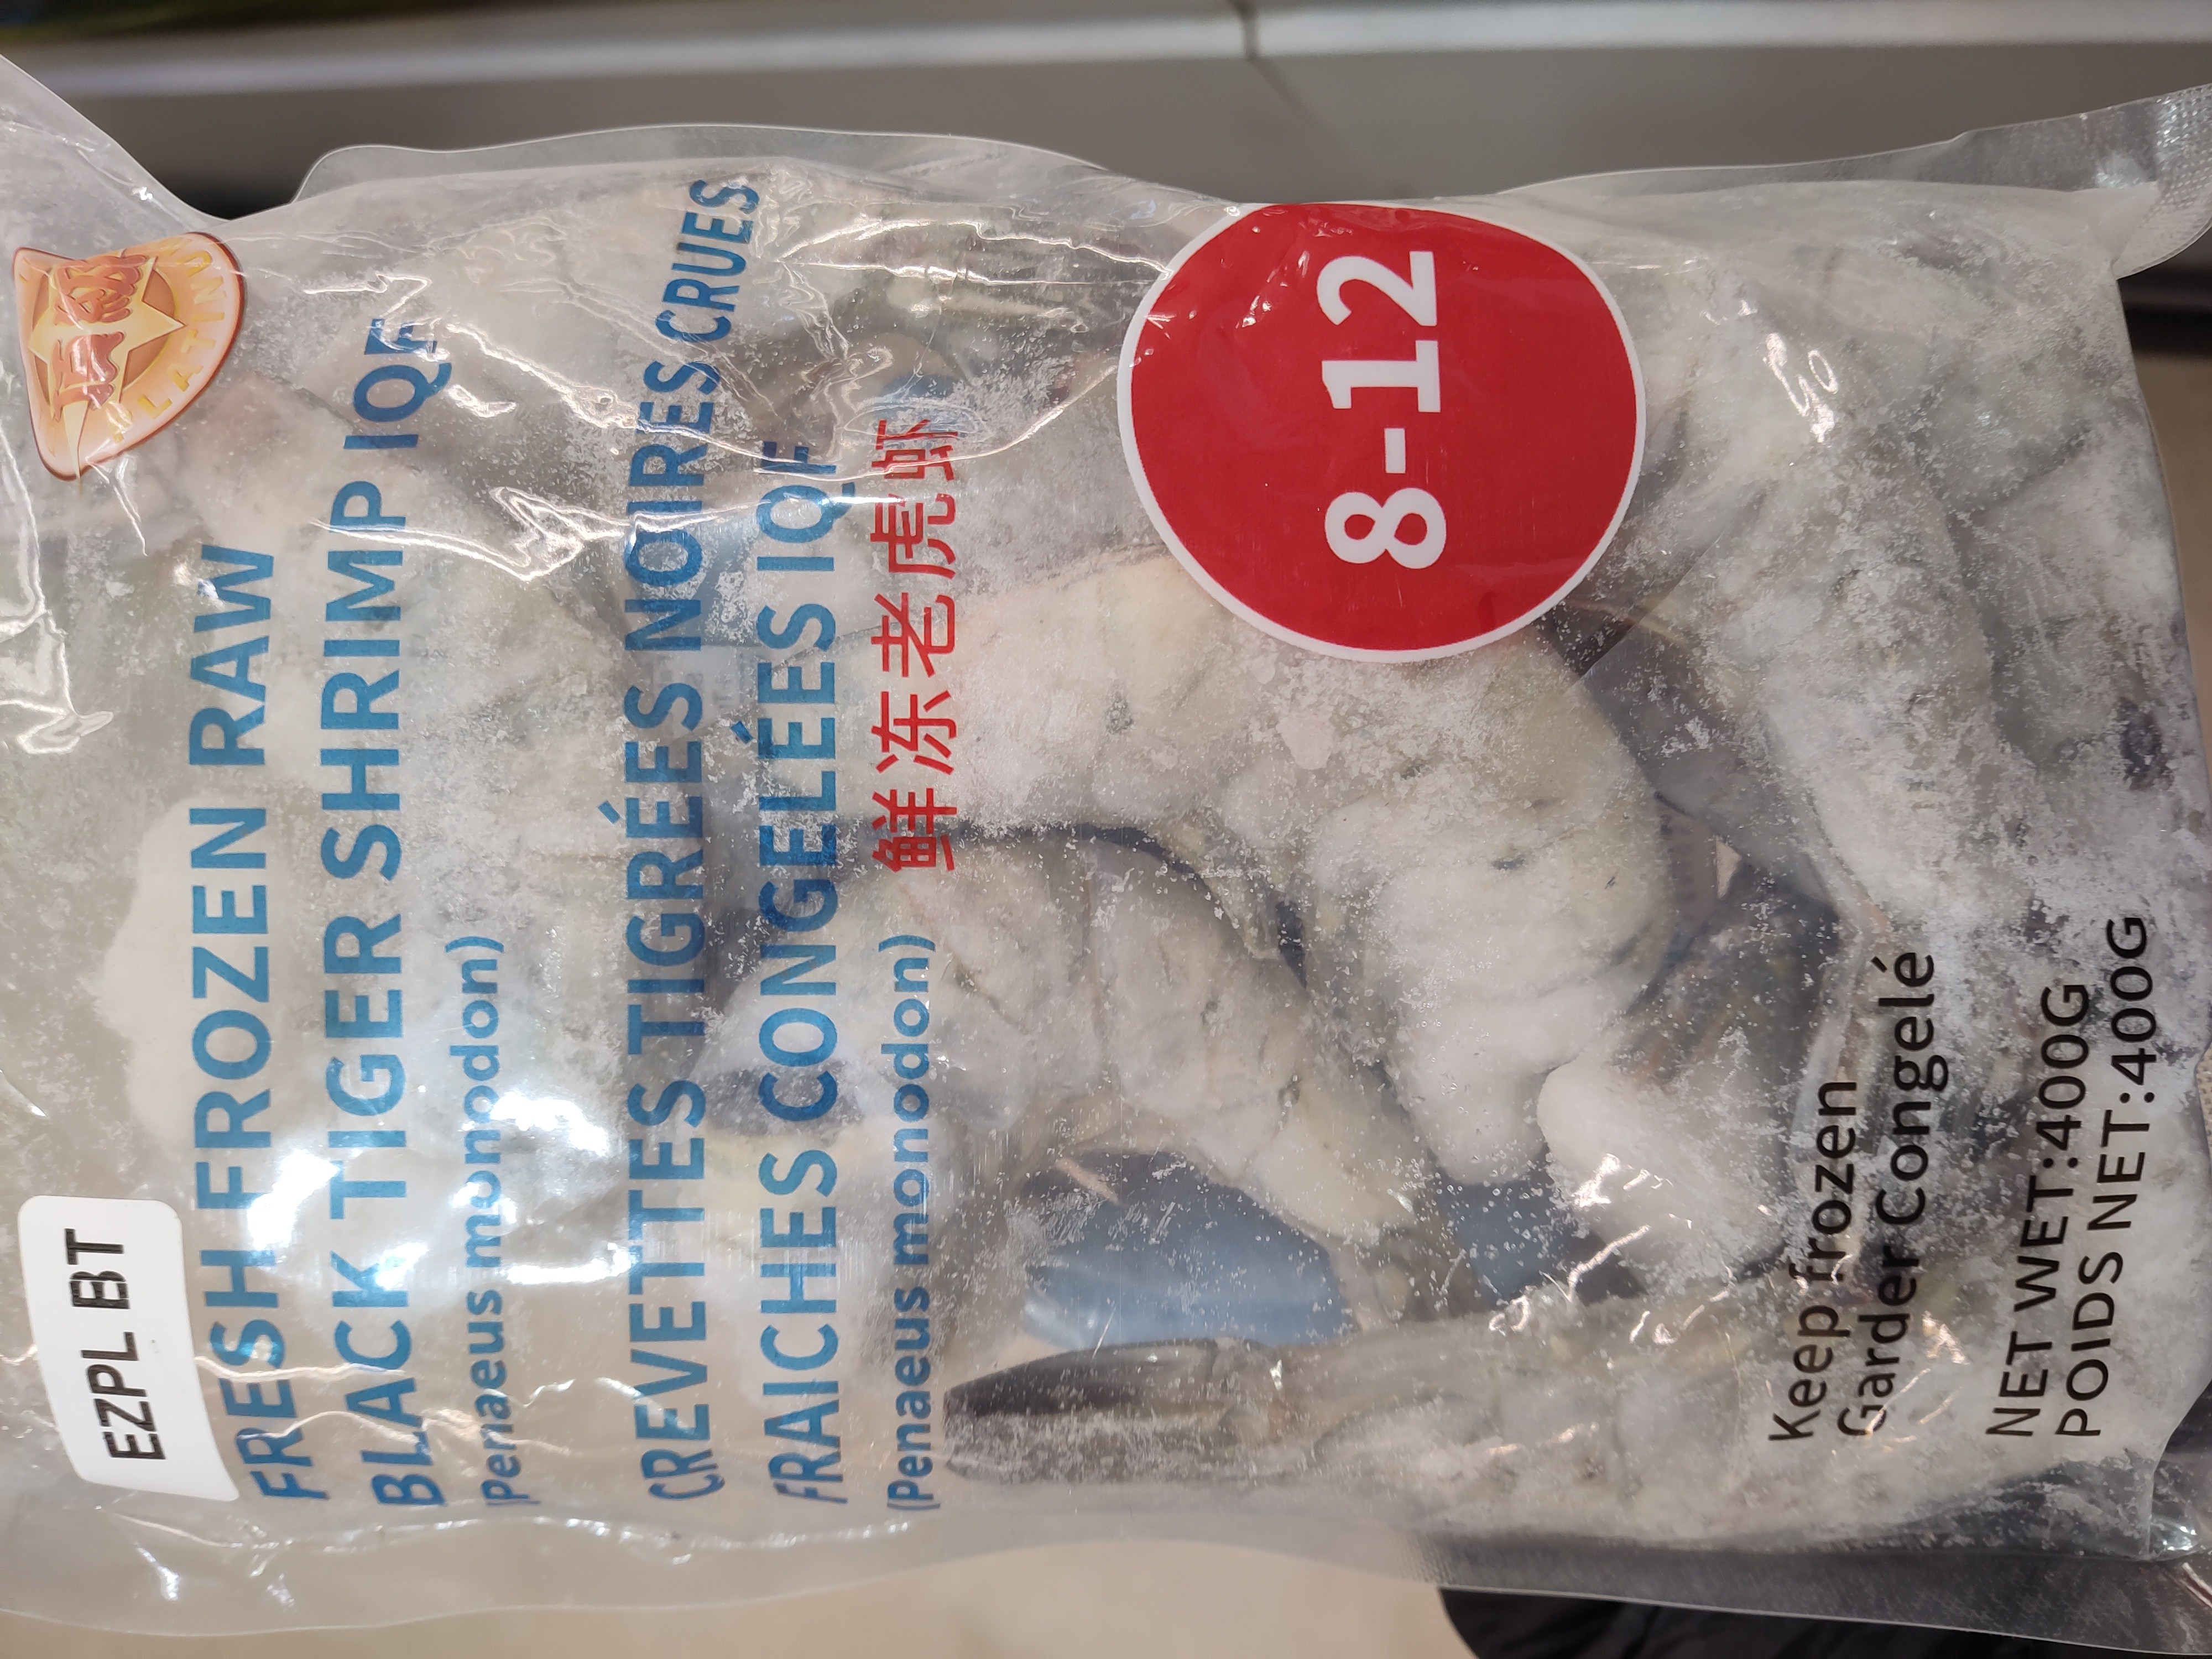 EZPL BT
PLATINUM
FRESH FROZEN RAW
BLACK TIGER SHRIMP IQF
(Penaeus monodon)
CREVETTES TIGRÉES NOIRES CRUES
FRAICHES CONGELÉES IQF
(Penaeus monodon)
鲜冻老虎虾
8-12
Keep frozen
Garder Congelé
NET WET:400G
POIDS NET:400G